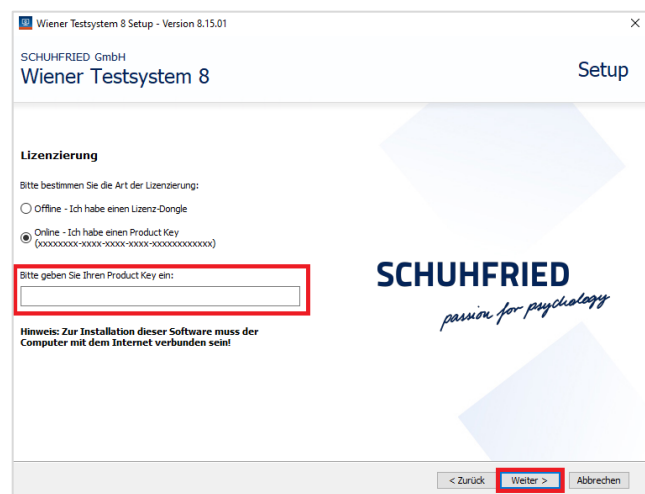 Wiener Testsystem 8 Setup - Version 8.15.01
SCHUHFRIED GmbH
Wiener Testsystem 8
Setup
Lizenzierung
Bitte bestimmen Sie die Art der Lizenzierung:
Offline - Ich habe einen Lizenz-Dongle
Online - Ich habe einen Product Key
(xxxxxxxx-xxxx-xxxx-xxxx-xxxxxxxxxxxx)
Bitte geben Sie Ihren Product Key ein:
SCHUHFRIED
passion for psychology
Hinweis: Zur Installation dieser Software muss der
Computer mit dem Internet verbunden sein!
< Zurück
Weiter >
Abbrechen